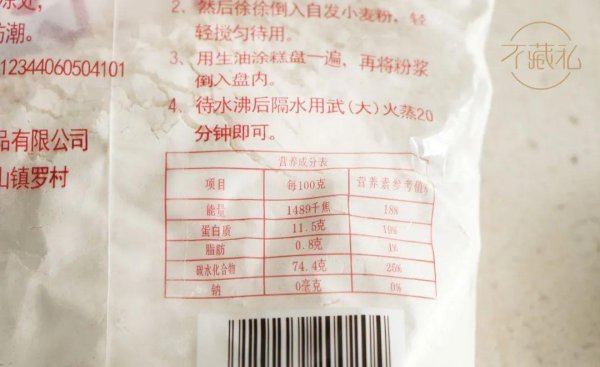 2、然后徐徐倒入自发小麦粉，轻
轻搅匀待用。
3、用生油涂糕盘一遍，再将粉浆
倒入盘内。
4、待水沸后隔水用武(大)火蒸20
分钟即可。
防潮。
12344060504101
品有限公司
山镇罗村
不藏私
营养成分表
项目 每100克 营养素参考值%
能量 1489千焦 18%
蛋白质 11.5克 19%
脂肪 0.8克 1%
碳水化合物 74.4克 25%
钠 0毫克 0%